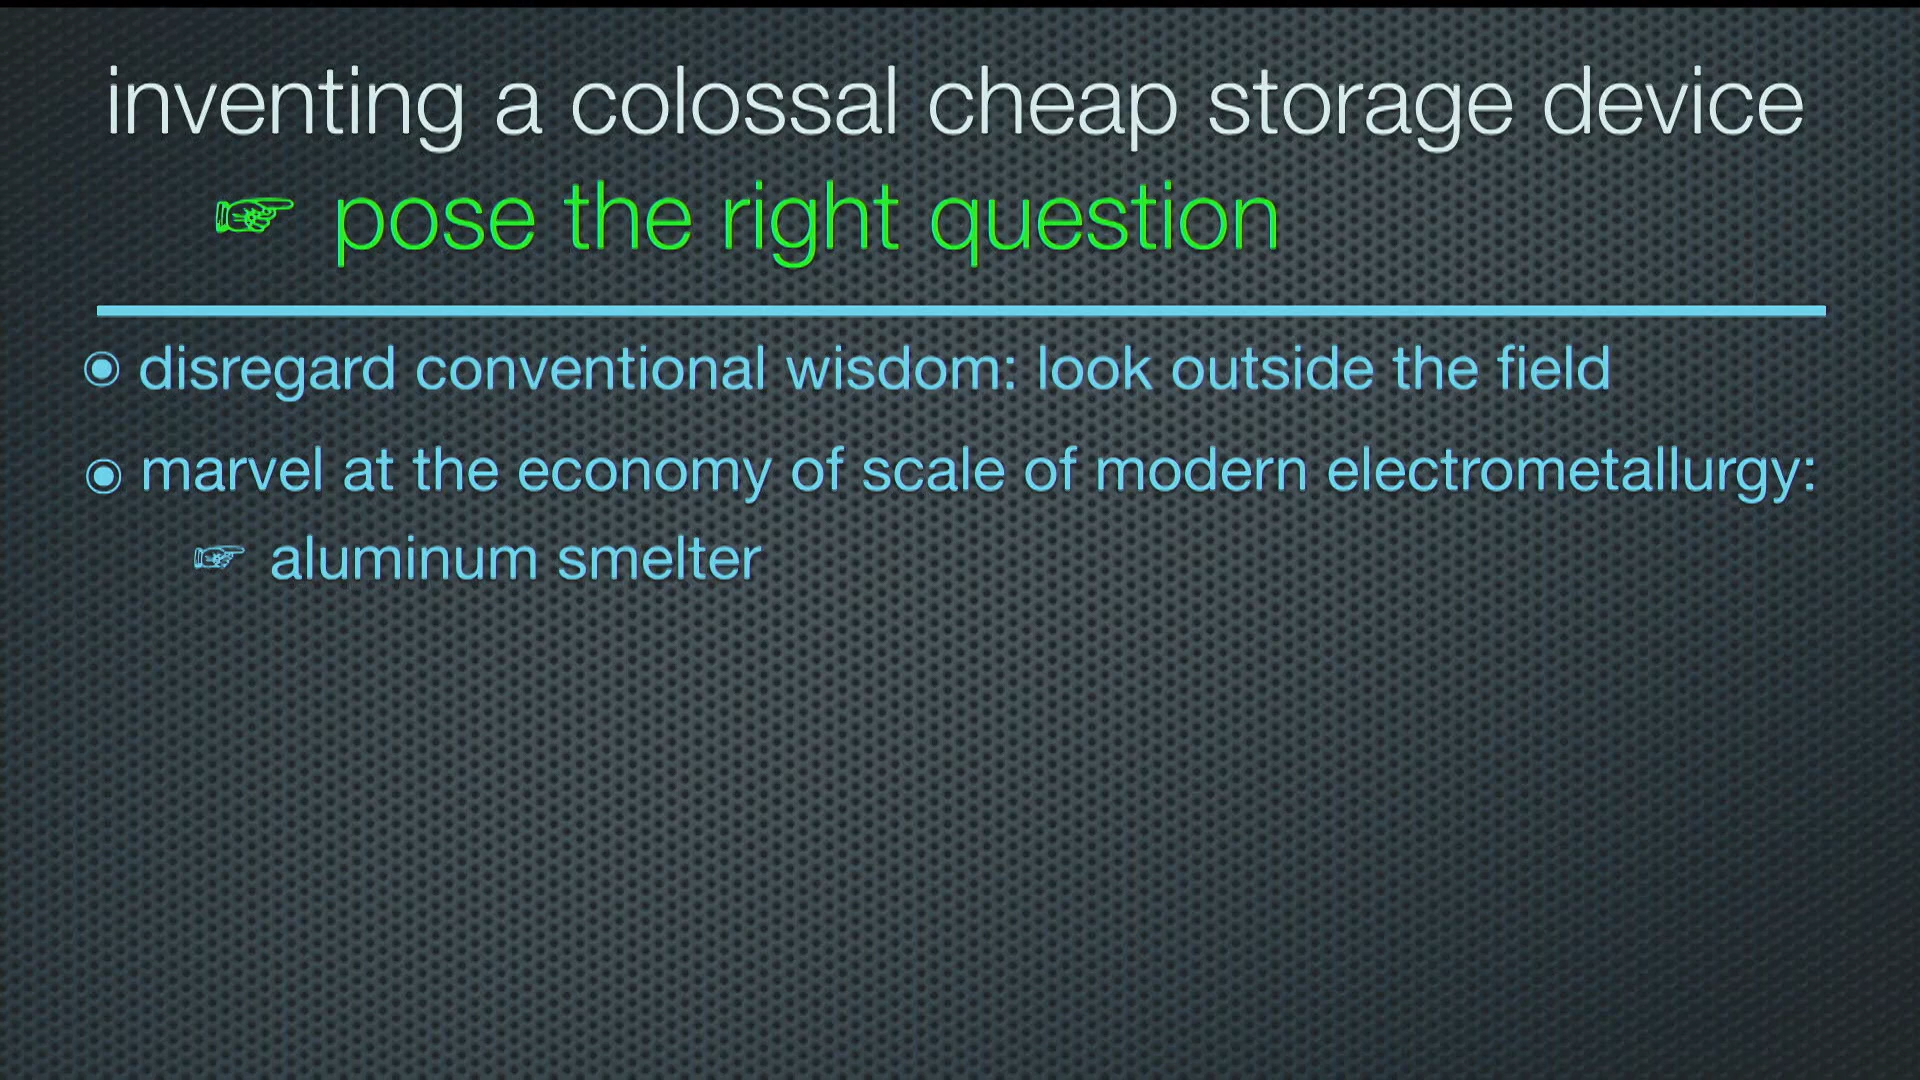 inventing a colossal cheap storage device
☞ pose the right question
◉ disregard conventional wisdom: look outside the field
◉ marvel at the economy of scale of modern electrometallurgy:
☞ aluminum smelter